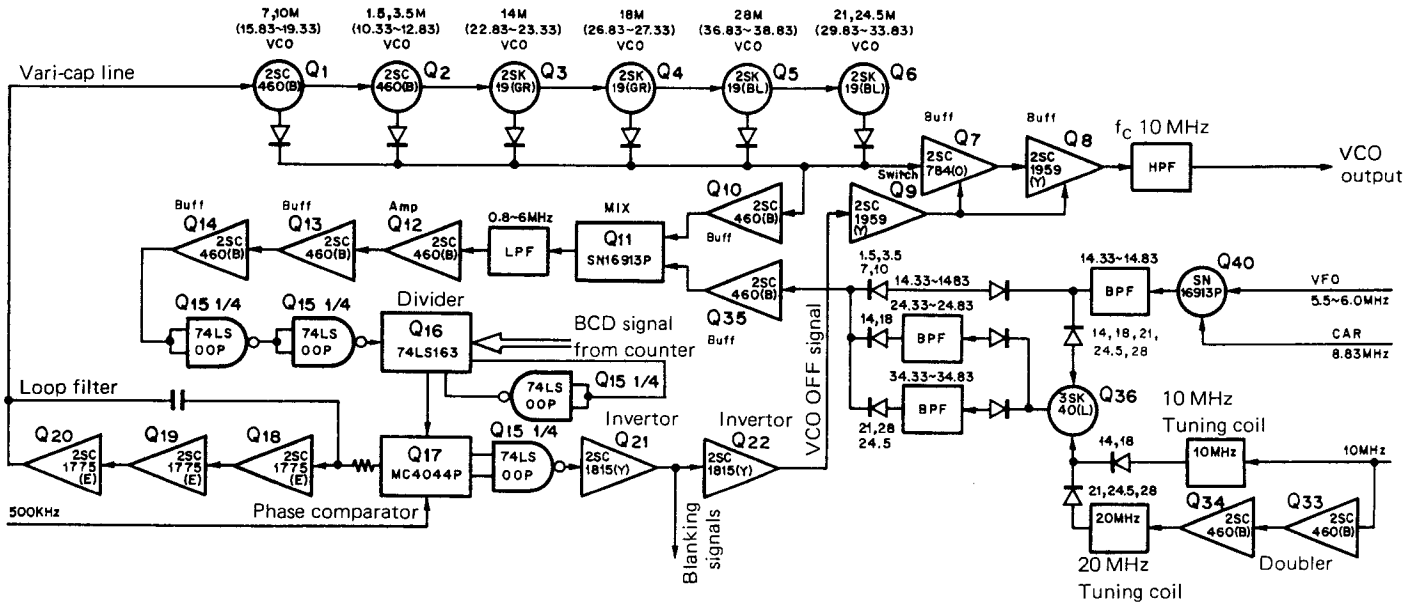 7,10M
(15.83~19.33)
VCO
1.5, 3.5M
(10.33~12.83)
VCO
14M
(22.83~23.33)
VCO
18M
(26.83~27.33)
VCO
28M
(36.83~38.83)
VCO
21, 24.5M
(29.83~33.83)
VCO
Vari-cap line
2SC
460(B)
Q1
2SC
460(B)
Q2
2SK
19(GR)
Q3
2SK
19(GR)
Q4
2SK
19(BL)
Q5
2SK
19(BL)
Q6
Buff
Q7
2SC
784(O)
Buff
Q8
2SC
1959
(Y)
fC 10 MHz
HPF
VCO
output
Switch
Q9
2SC
1959
(Y)
Q10
2SC
460(B)
Buff
Buff
Q14
2SC
460(B)
Buff
Q13
2SC
460(B)
Amp
Q12
2SC
460(B)
0.8~6MHz
LPF
MIX
Q11
SN16913P
2SC
460(B)
Q35
Buff
1.5, 3.5
7, 10
14.33~1483
14.33~14.83
BPF
Q40
SN
16913P
VFO
5.5~6.0MHz
CAR
8.83MHz
24.33~24.83
14,18
BPF
14, 18, 21,
24.5, 28
34.33~34.83
BPF
21, 28
24.5
3SK
40(L)
Q36
VCO OFF signal
Q15 1/4
74LS
00P
Q15 1/4
74LS
00P
Divider
Q16
74LS163
BCD signal
from counter
74LS
00P
Q15 1/4
Loop filter
Q20
2SC
1775
(E)
Q19
2SC
1775
(E)
Q18
2SC
1775
(E)
Q17
MC4044P
Q15 1/4
74LS
00P
Invertor
Q21
2SC
1815(Y)
Invertor
Q22
2SC
1815(Y)
500KHz
Phase comparator
Blanking
signals
10 MHz
Tuning coil
14,18
10MHz
10MHz
21, 24.5, 28
20MHz
Q34
2SC
460(B)
Q33
2SC
460(B)
Doubler
20 MHz
Tuning coil